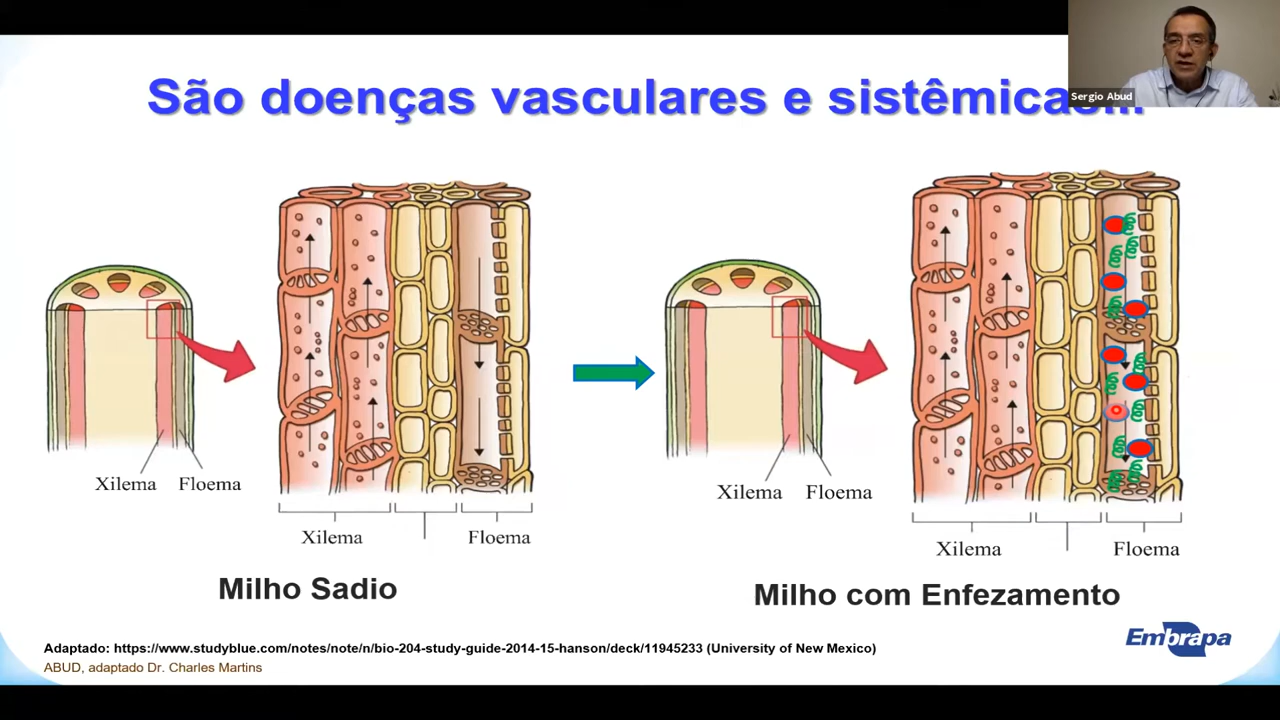 São doenças vasculares e sistêmicas...
Sergio Abud
Xilema Floema
Xilema Floema
Milho Sadio
Xilema Floema
Xilema Floema
Milho com Enfezamento
Adaptado: https://www.studyblue.com/notes/note/n/bio-204-study-guide-2014-15-hanson/deck/11945233 (University of New Mexico)
ABUD, adaptado Dr. Charles Martins
Embrapa